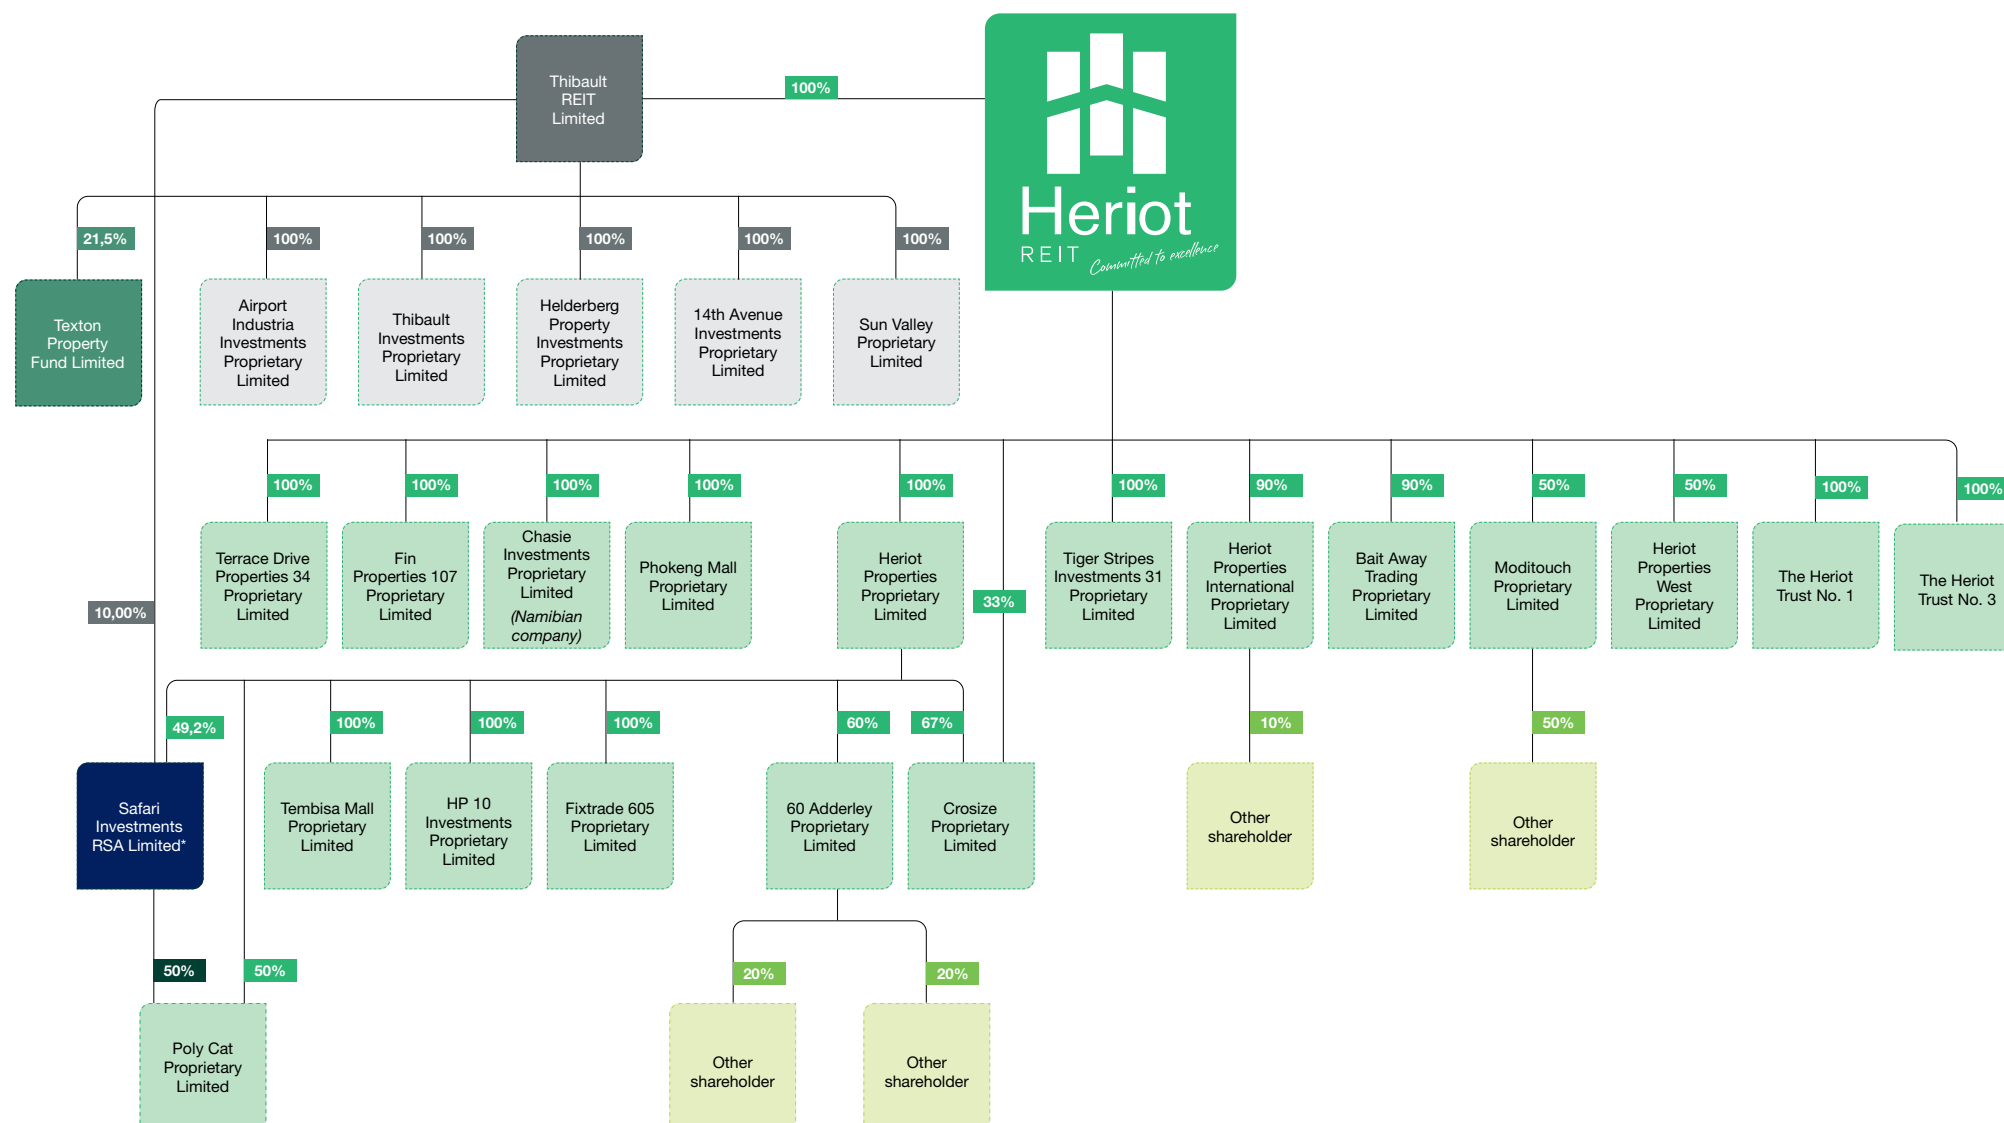 Thibault
REIT
Limited
100%
Heriot
REIT
Committed to excellence
21,5%
100%
100%
100%
100%
100%
Texton
Property
Fund Limited
Airport
Industria
Investments
Proprietary
Limited
Thibault
Investments
Proprietary
Limited
Helderberg
Property
Investments
Proprietary
Limited
14th Avenue
Investments
Proprietary
Limited
Sun Valley
Proprietary
Limited
100%
100%
100%
100%
100%
100%
90%
90%
50%
50%
100%
100%
Terrace Drive
Properties 34
Proprietary
Limited
Fin
Properties 107
Proprietary
Limited
Chasie
Investments
Proprietary
Limited
(Namibian
company)
Phokeng Mall
Proprietary
Limited
Heriot
Properties
Proprietary
Limited
33%
Tiger Stripes
Investments 31
Proprietary
Limited
Heriot
Properties
International
Proprietary
Limited
Bait Away
Trading
Proprietary
Limited
Moditouch
Proprietary
Limited
Heriot
Properties
West
Proprietary
Limited
The Heriot
Trust No. 1
The Heriot
Trust No. 3
10,00%
49,2%
100%
100%
100%
60%
67%
10%
50%
Safari
Investments
RSA Limited*
Tembisa Mall
Proprietary
Limited
HP 10
Investments
Proprietary
Limited
Fixtrade 605
Proprietary
Limited
60 Adderley
Proprietary
Limited
Crosize
Proprietary
Limited
Other
shareholder
Other
shareholder
50%
50%
20%
20%
Poly Cat
Proprietary
Limited
Other
shareholder
Other
shareholder